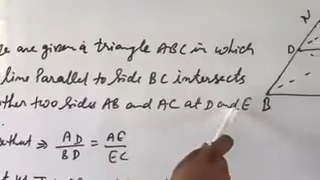 are given a triangle ABC in which
line Parallel to Side BC intersects
other two Sides AB and AC at D and E
that ⇒ AD/BD = AE/EC
N
D
B